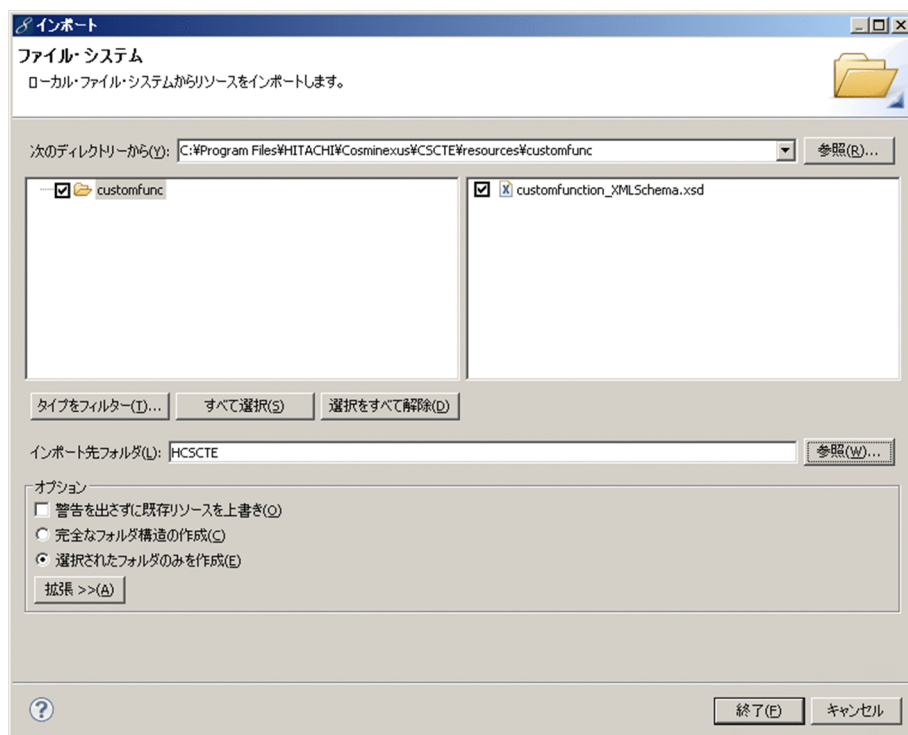 インポート
ファイル・システム
ローカル・ファイル・システムからリソースをインポートします。
次のディレクトリーから(Y): C:¥Program Files¥HITACHI¥Cosminexus¥CSCTE¥resources¥customfunc 参照(R)...
customfunc
customfunction_XMLSchema.xsd
タイプをフィルター(T)... すべて選択(S) 選択をすべて解除(D)
インポート先フォルダ(L): HCSCTE 参照(W)...
オプション
警告を出さずに既存リソースを上書き(O)
完全なフォルダ構造の作成(C)
選択されたフォルダのみを作成(E)
拡張 >>(A)
? 終了(F) キャンセル